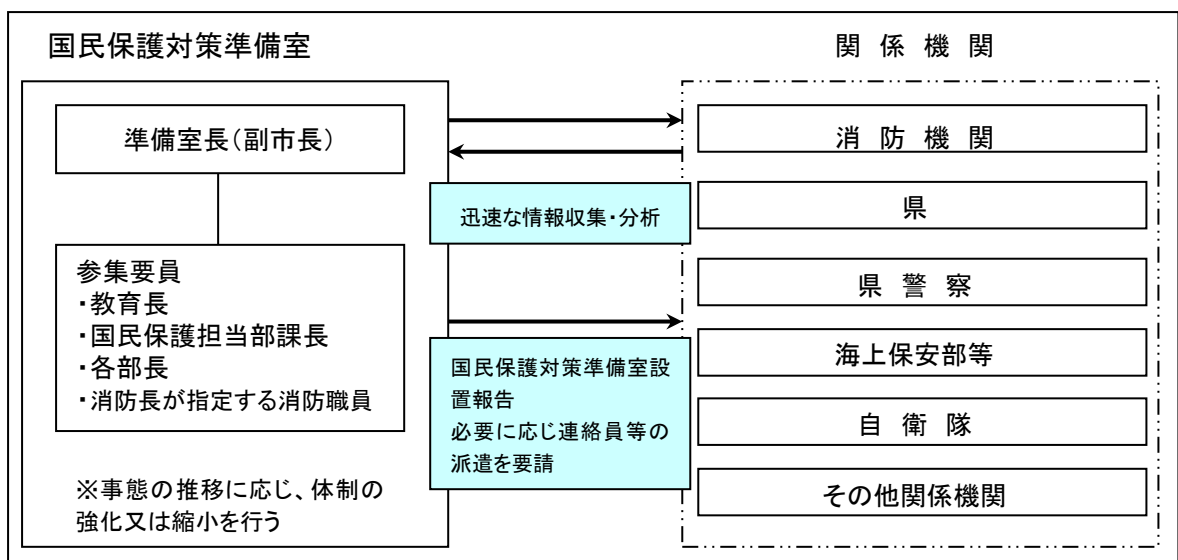 国民保護対策準備室
準備室長(副市長)
参集要員
・教育長
・国民保護担当部課長
・各部長
・消防長が指定する消防職員
※事態の推移に応じ、体制の
強化又は縮小を行う
迅速な情報収集・分析
国民保護対策準備室設
置報告
必要に応じ連絡員等の
派遣を要請
関係機関
消防機関
県
県警察
海上保安部等
自衛隊
その他関係機関